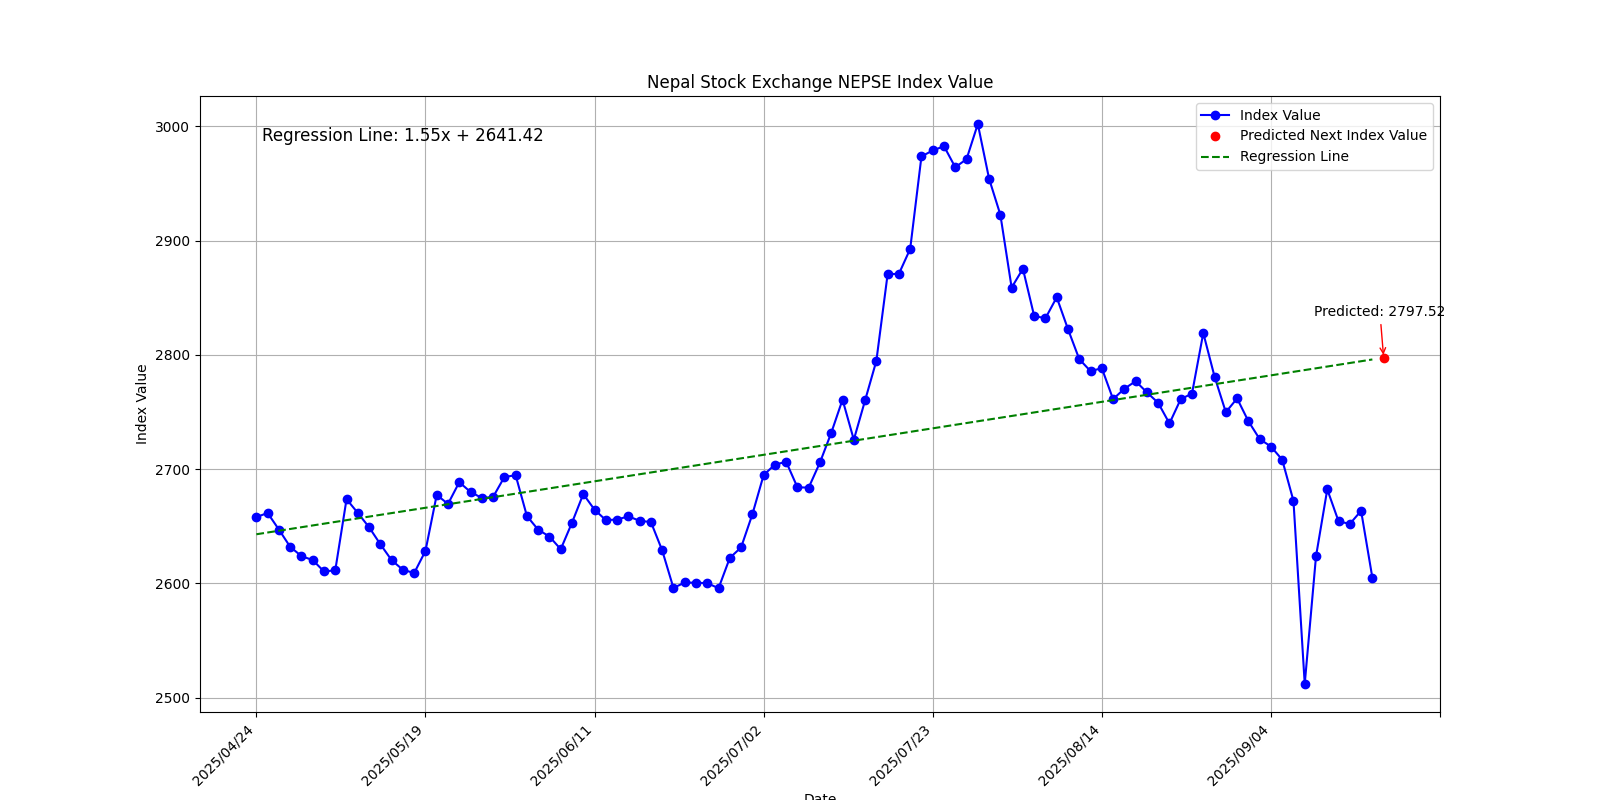 Nepal Stock Exchange NEPSE Index Value
Regression Line: 1.55x + 2641.42
Index Value
Predicted Next Index Value
Regression Line
Predicted: 2797.52
3000
2900
2800
2700
2600
2500
Index Value
2025/04/24
2025/05/19
2025/06/11
2025/07/02
2025/07/23
2025/08/14
2025/09/04
Date